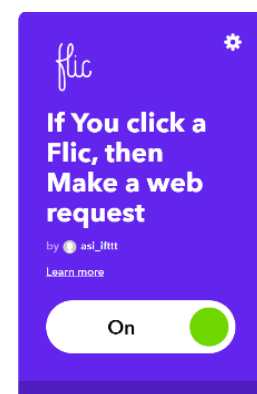 flic
If You click a
Flic, then
Make a web
request
by asi_ifttt
Learn more
On